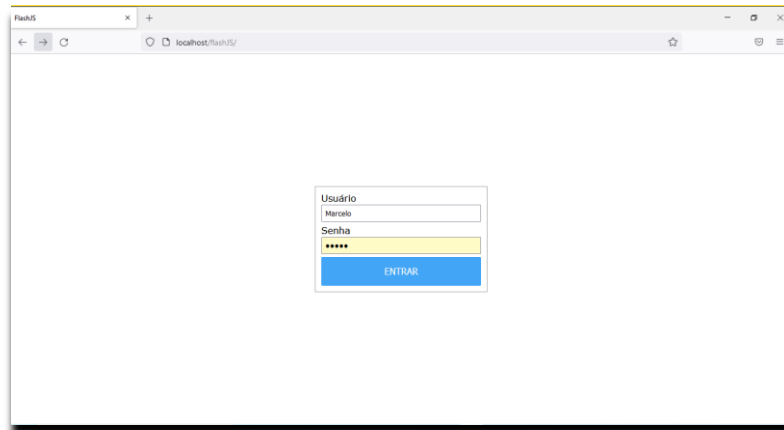 FlashJS
localhost/flashJS/
Usuário
Marcelo
Senha
•••••
ENTRAR